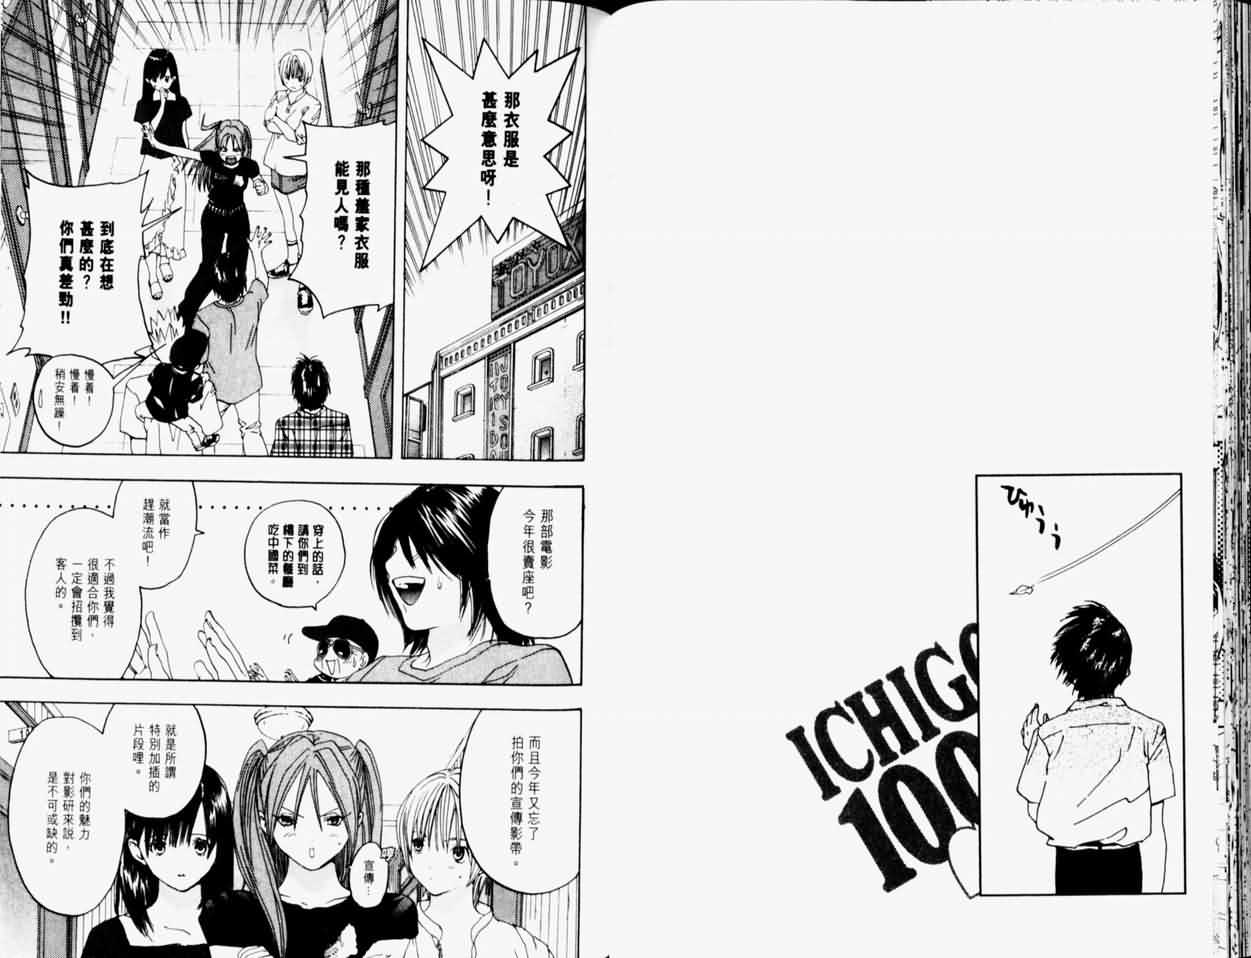 ひゅうぅ
ICHIGO
100
那衣服是
甚麼意思呀！
TOYOX
那種羞家衣服
能見人嗎？
到底在想
甚麼的？
你們真差勁!!
慢着！
慢着！
稍安無躁！
那部電影
今年很賣座吧？
穿上的話，
請你們到
樓下的餐廳
吃中國菜。
就當作
趕潮流吧！
不過我覺得
很適合你們，
一定會招攬到
客人的。
而且今年又忘了
拍你們的宣傳影帶。
宣傳…
就是所謂
特別加插的
片段哩。
你們的魅力
對影研來說，
是不可或缺的。